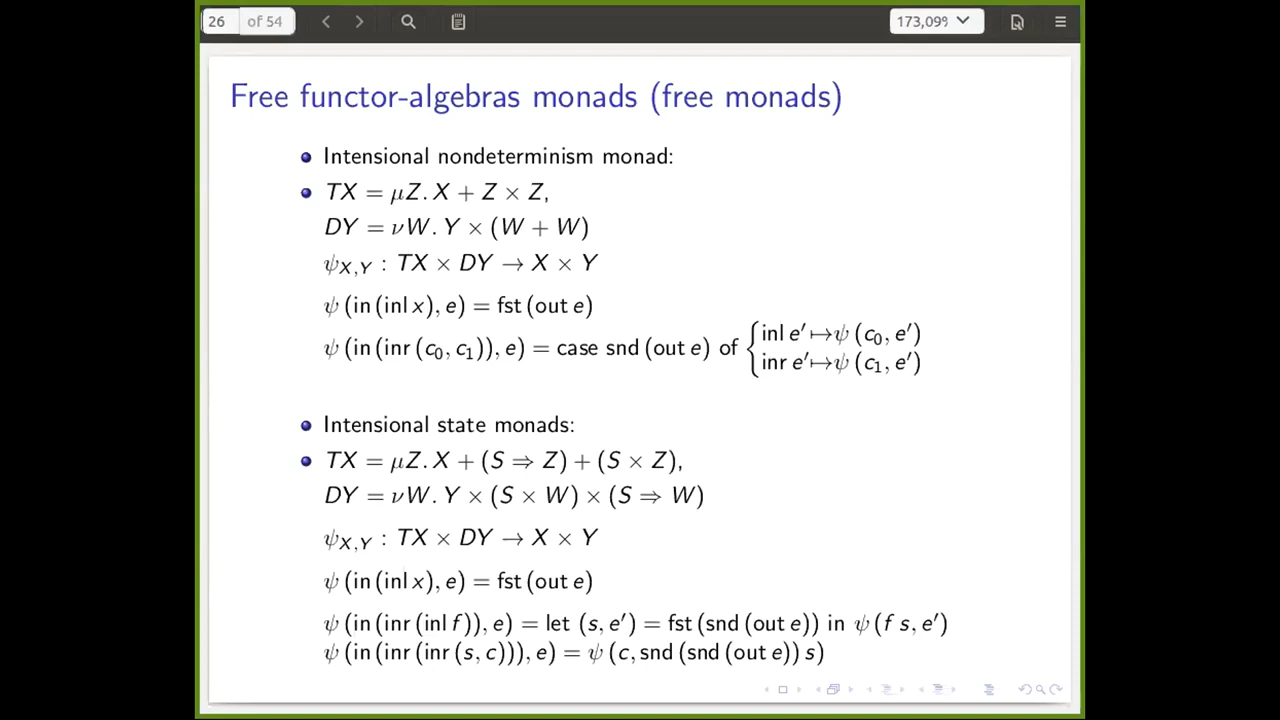 26 of 54 173,09%
Free functor-algebras monads (free monads)
Intensional nondeterminism monad:
TX = μZ. X + Z × Z,
DY = νW. Y × (W + W)
ψX,Y : TX × DY → X × Y
ψ (in (inl x), e) = fst (out e)
ψ (in (inr (c₀, c₁)), e) = case snd (out e) of { inl e′ ↦ ψ (c₀, e′)
inr e′ ↦ ψ (c₁, e′)
Intensional state monads:
TX = μZ. X + (S ⇒ Z) + (S × Z),
DY = νW. Y × (S × W) × (S ⇒ W)
ψX,Y : TX × DY → X × Y
ψ (in (inl x), e) = fst (out e)
ψ (in (inr (inl f)), e) = let (s, e′) = fst (snd (out e)) in ψ (f s, e′)
ψ (in (inr (inr (s, c))), e) = ψ (c, snd (snd (out e)) s)